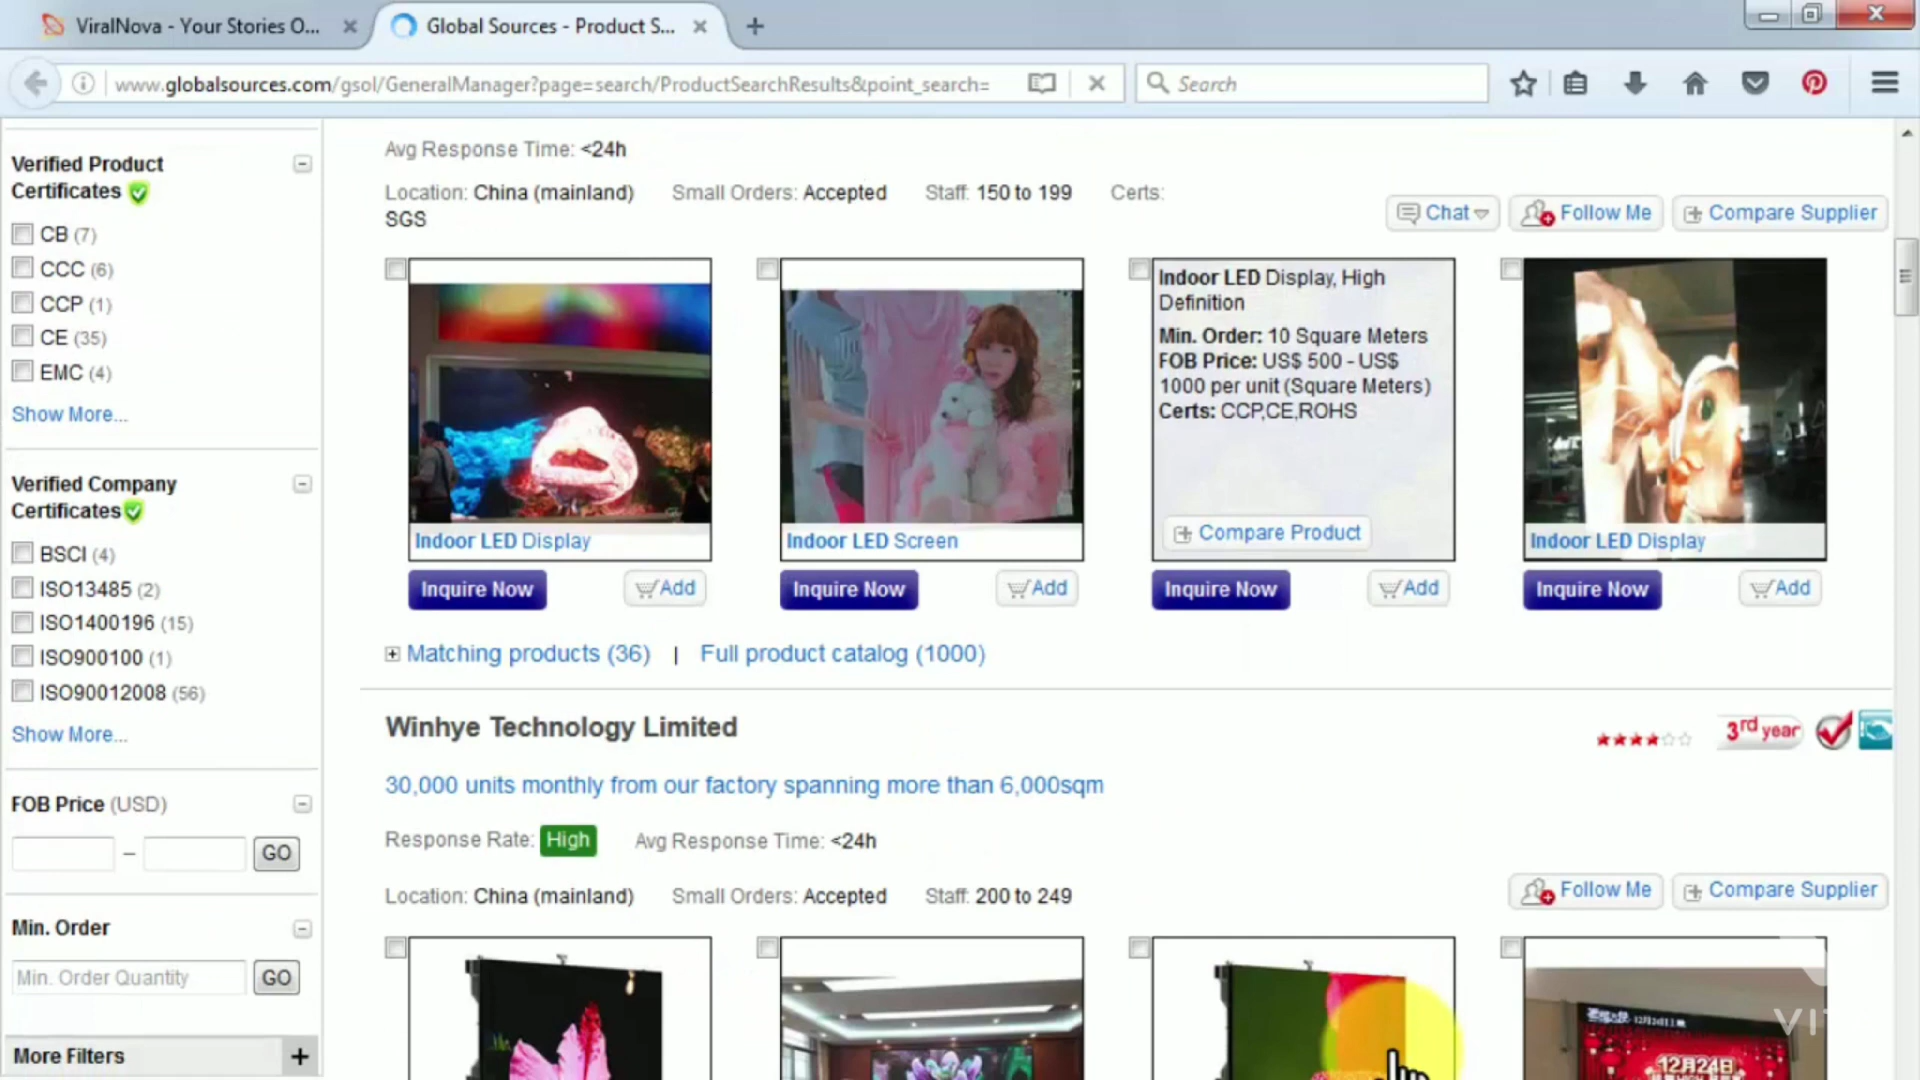 ViralNova - Your Stories O...
Global Sources - Product S...
www.globalsources.com/gsol/GeneralManager?page=search/ProductSearchResults&point_search=
Search
Verified Product
Certificates
CB (7)
CCC (6)
CCP (1)
CE (35)
EMC (4)
Show More...
Verified Company
Certificates
BSCI (4)
ISO13485 (2)
ISO1400196 (15)
ISO900100 (1)
ISO90012008 (56)
Show More...
FOB Price (USD)
– GO
Min. Order
Min. Order Quantity GO
More Filters +
Avg Response Time: <24h
Location: China (mainland) Small Orders: Accepted Staff: 150 to 199 Certs:
SGS
Chat Follow Me Compare Supplier
Indoor LED Display
Indoor LED Screen
Indoor LED Display, High
Definition
Min. Order: 10 Square Meters
FOB Price: US$ 500 - US$
1000 per unit (Square Meters)
Certs: CCP,CE,ROHS
Compare Product
Indoor LED Display
Inquire Now Add Inquire Now Add Inquire Now Add Inquire Now Add
Matching products (36) | Full product catalog (1000)
Winhye Technology Limited
3rd year
30,000 units monthly from our factory spanning more than 6,000sqm
Response Rate: High Avg Response Time: <24h
Location: China (mainland) Small Orders: Accepted Staff: 200 to 249
Follow Me Compare Supplier
12月24日